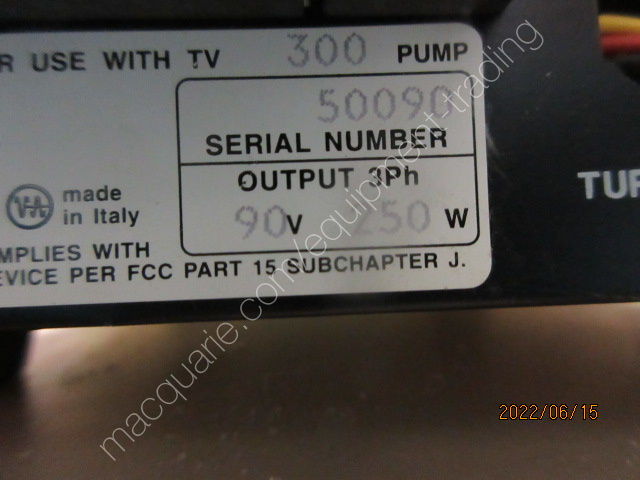 R USE WITH TV 300 PUMP
50090
SERIAL NUMBER
OUTPUT 3Ph
90 V 250 W
made
in Italy
MPLIES WITH
EVICE PER FCC PART 15 SUBCHAPTER J.
TUR
macquarie.com/equipment-trading
2022/06/15